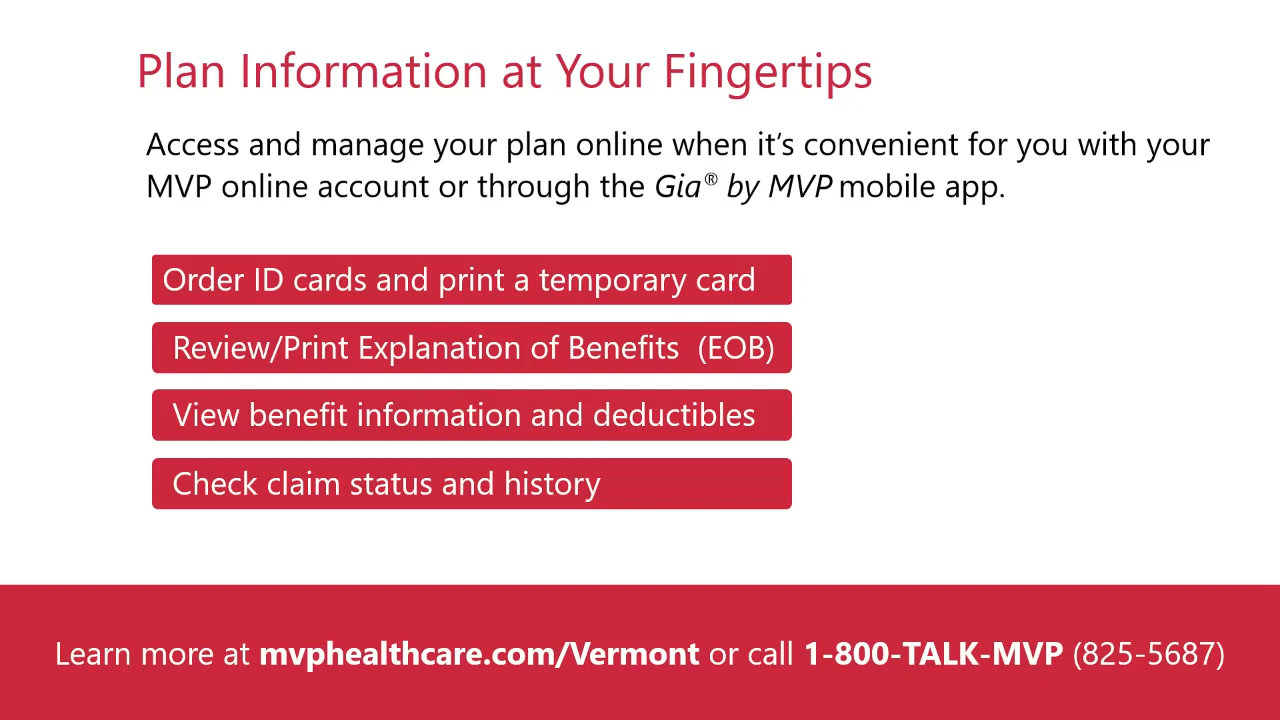 Plan Information at Your Fingertips
Access and manage your plan online when it’s convenient for you with your
MVP online account or through the Gia® by MVP mobile app.
Order ID cards and print a temporary card
Review/Print Explanation of Benefits (EOB)
View benefit information and deductibles
Check claim status and history
Learn more at mvphealthcare.com/Vermont or call 1-800-TALK-MVP (825-5687)